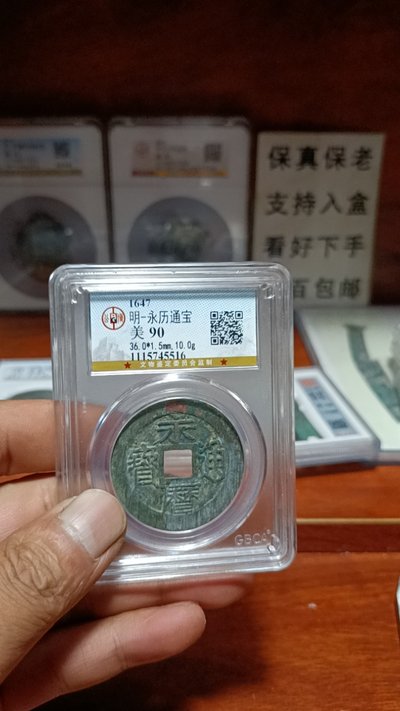 保真保老
支持入盒
看好下手
百包邮
1647
明-永历通宝
美 90
36.0*1.5mm,10.0g
1115745516
★ 文物鉴定委员会监制 ★
永曆通寳
GBCA